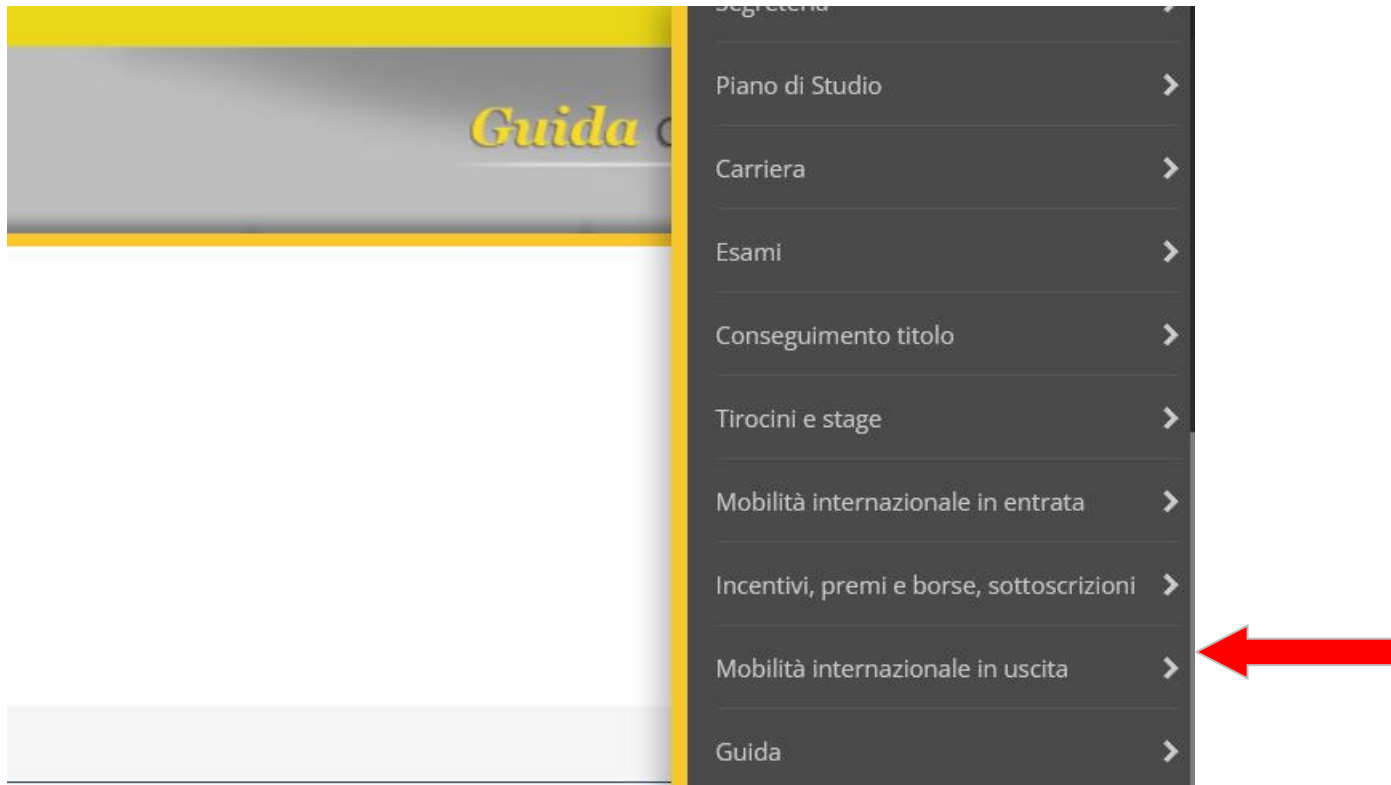 Segreteria
Guida
Piano di Studio
Carriera
Esami
Conseguimento titolo
Tirocini e stage
Mobilità internazionale in entrata
Incentivi, premi e borse, sottoscrizioni
Mobilità internazionale in uscita
Guida